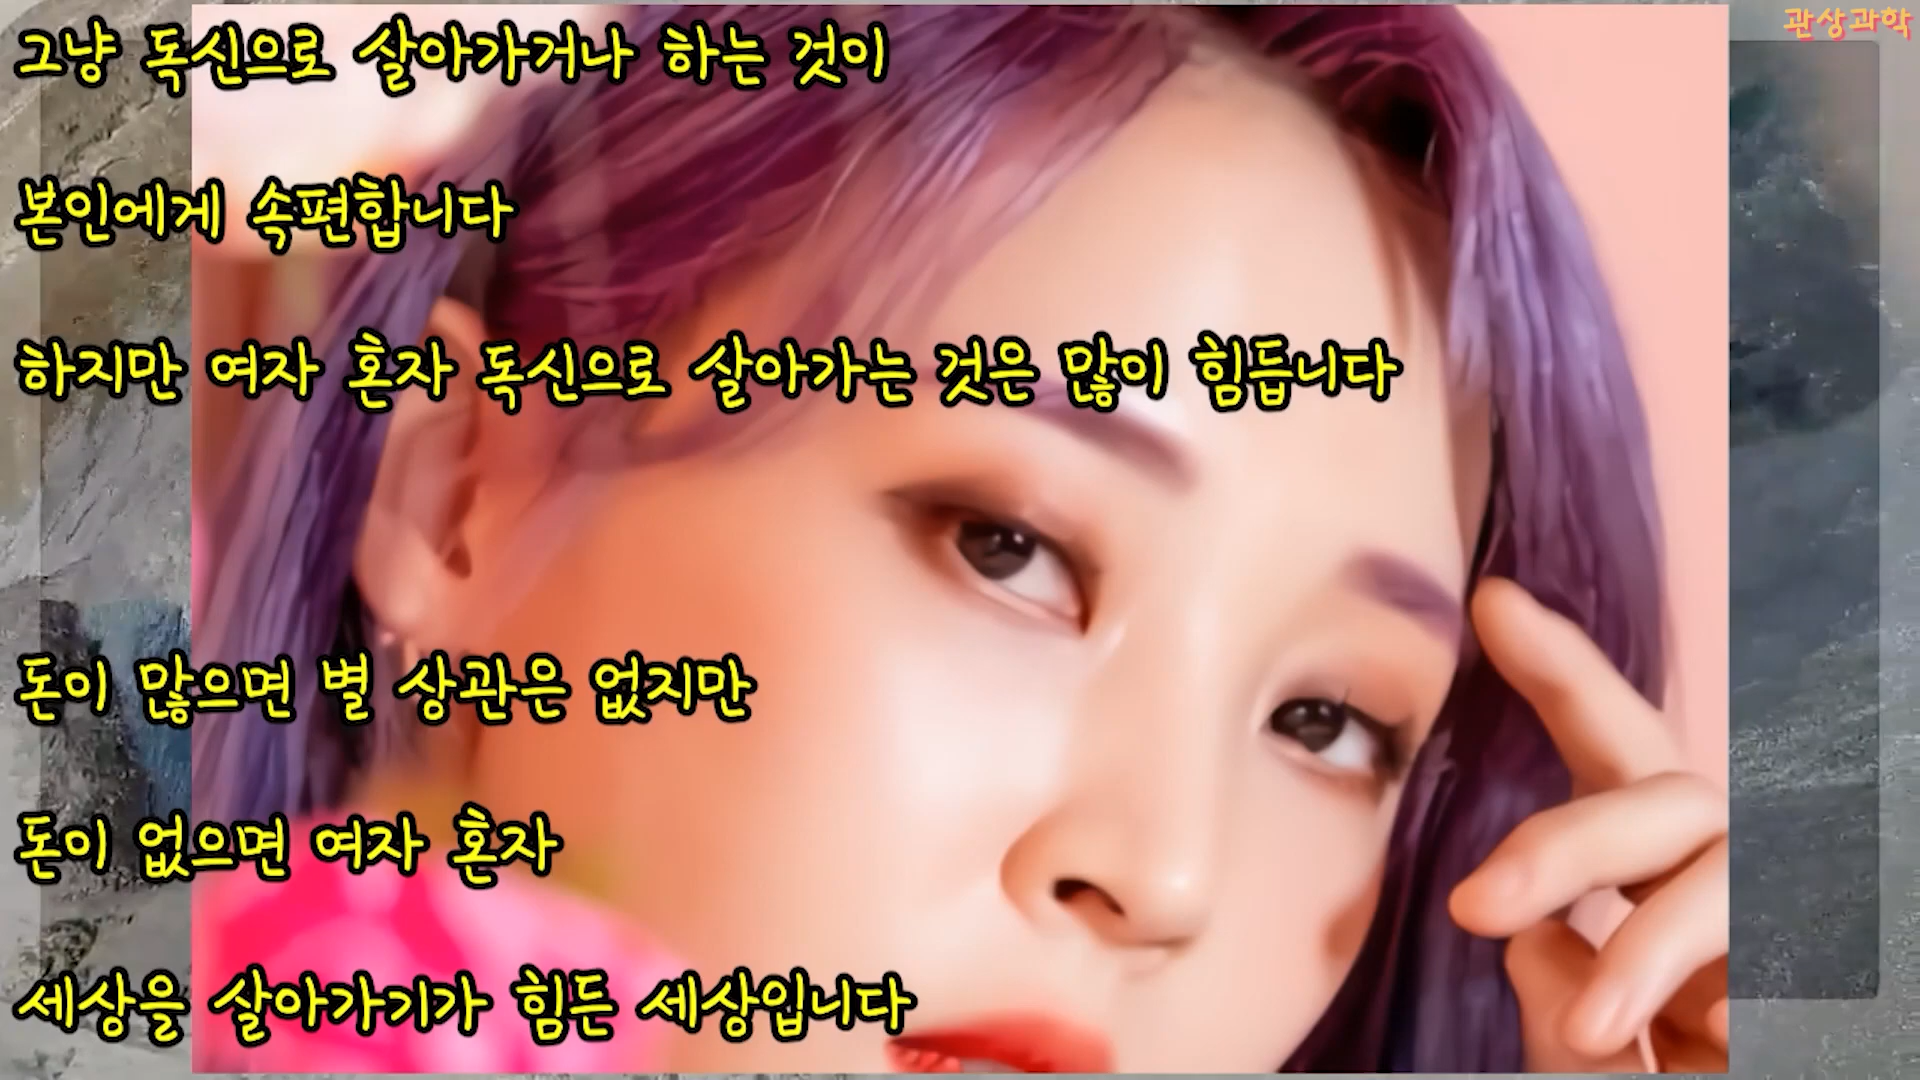 관상과학
그냥 독신으로 살아가거나 하는 것이
본인에게 속편합니다
하지만 여자 혼자 독신으로 살아가는 것은 많이 힘듭니다
돈이 많으면 별 상관은 없지만
돈이 없으면 여자 혼자
세상을 살아가기가 힘든 세상입니다